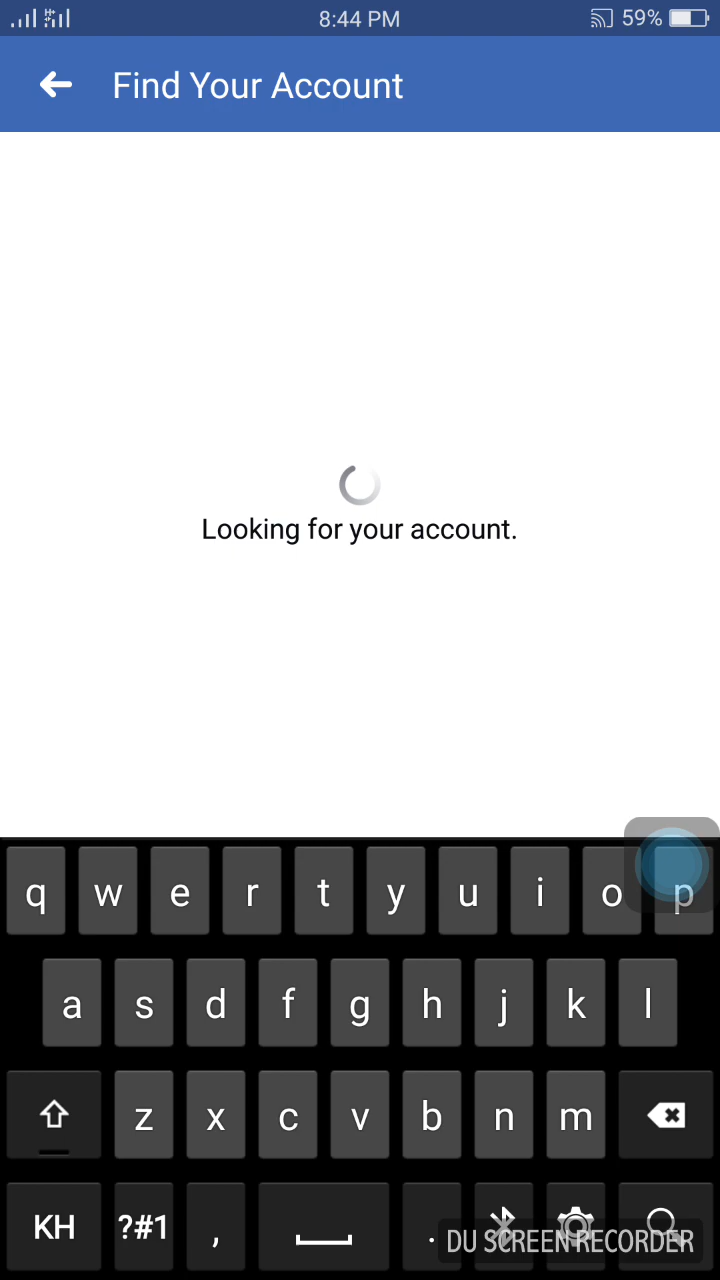 8:44 PM
59%
Find Your Account
Looking for your account.
q w e r t y u i o p
a s d f g h j k l
z x c v b n m
KH ?#1 , .
DU SCREEN RECORDER